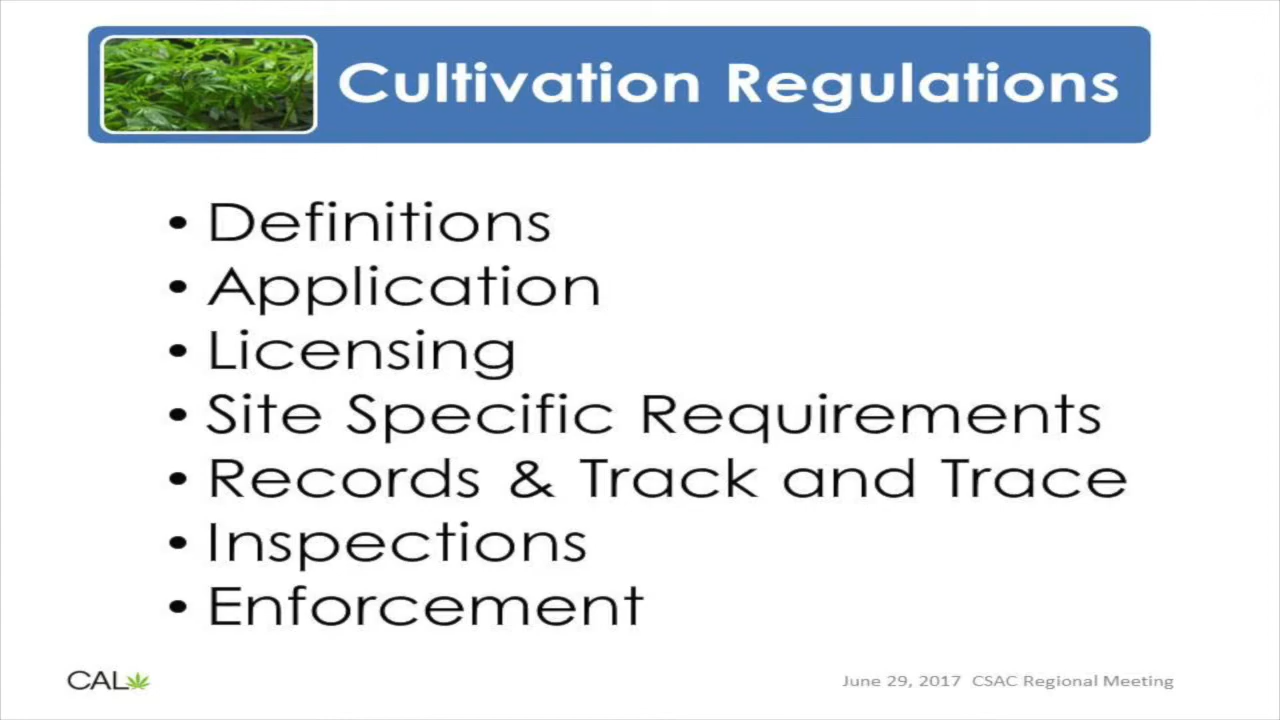 Cultivation Regulations
• Definitions
• Application
• Licensing
• Site Specific Requirements
• Records & Track and Trace
• Inspections
• Enforcement
CAL
June 29, 2017 CSAC Regional Meeting